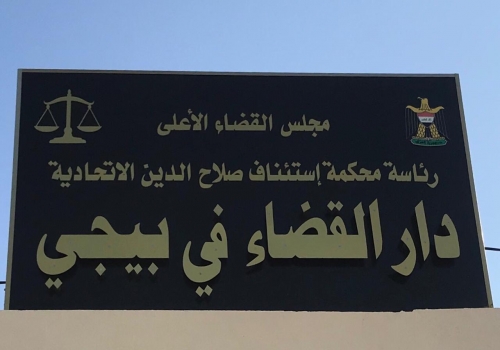 مجلس القضاء الأعلى
رئاسة محكمة إستئناف صلاح الدين الاتحادية
دار القضاء في بيجي